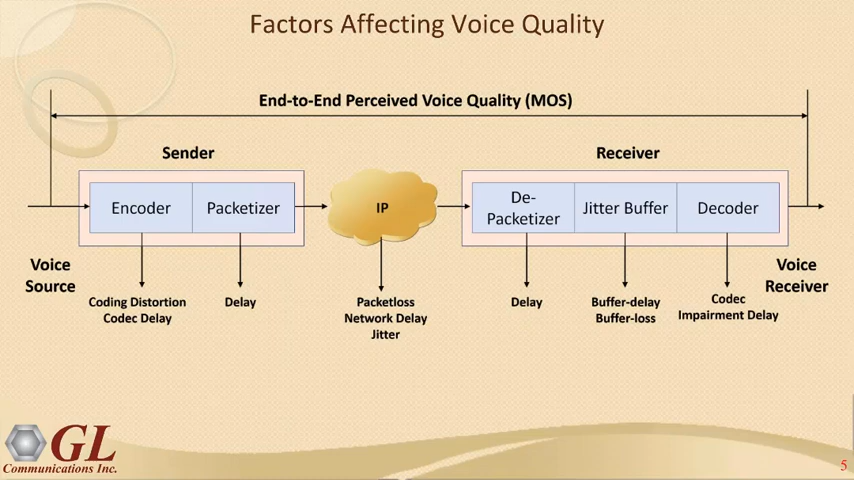 Factors Affecting Voice Quality
End-to-End Perceived Voice Quality (MOS)
Sender
Receiver
Encoder
Packetizer
IP
De-
Packetizer
Jitter Buffer
Decoder
Voice
Source
Voice
Receiver
Coding Distortion
Codec Delay
Delay
Packetloss
Network Delay
Jitter
Delay
Buffer-delay
Buffer-loss
Codec
Impairment Delay
GL
Communications Inc.
5